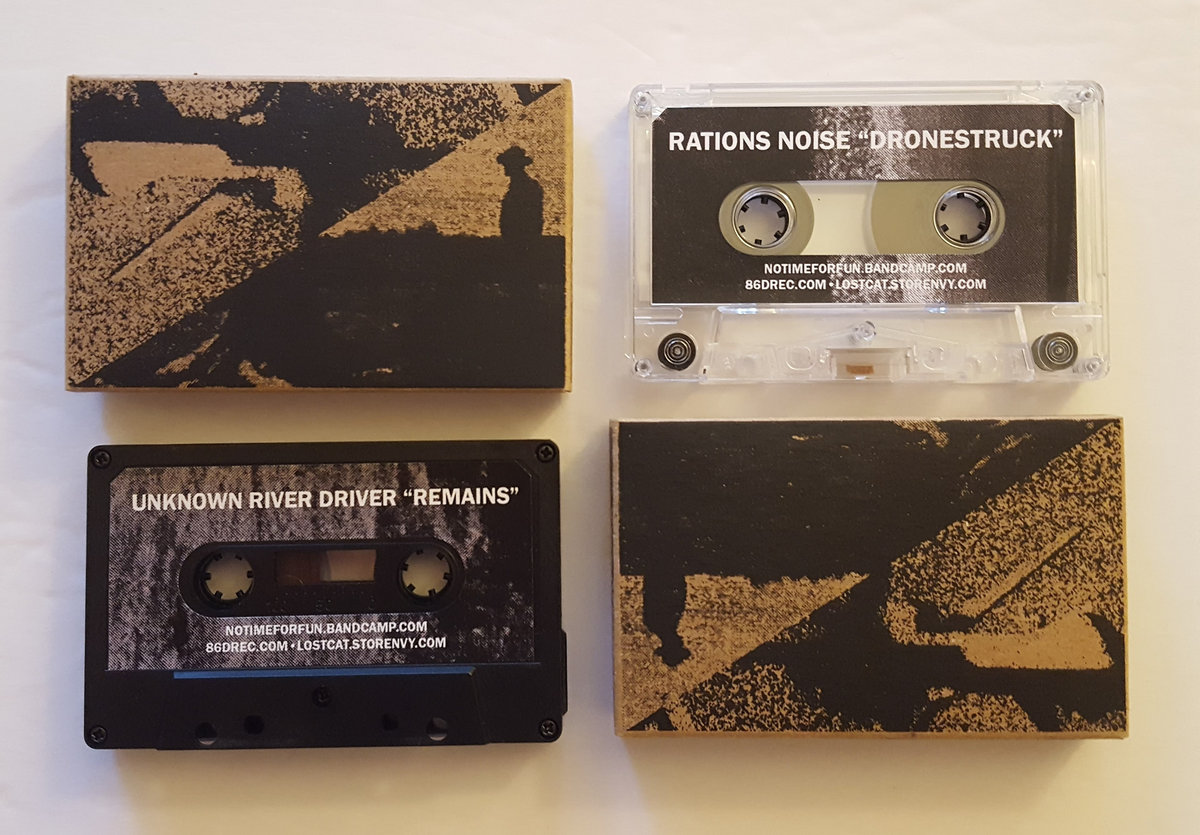 RATIONS NOISE “DRONESTRUCK”
NOTIMEFORFUN.BANDCAMP.COM
86DREC.COM • LOSTCAT.STORENVY.COM
UNKNOWN RIVER DRIVER “REMAINS”
NOTIMEFORFUN.BANDCAMP.COM
86DREC.COM • LOSTCAT.STORENVY.COM